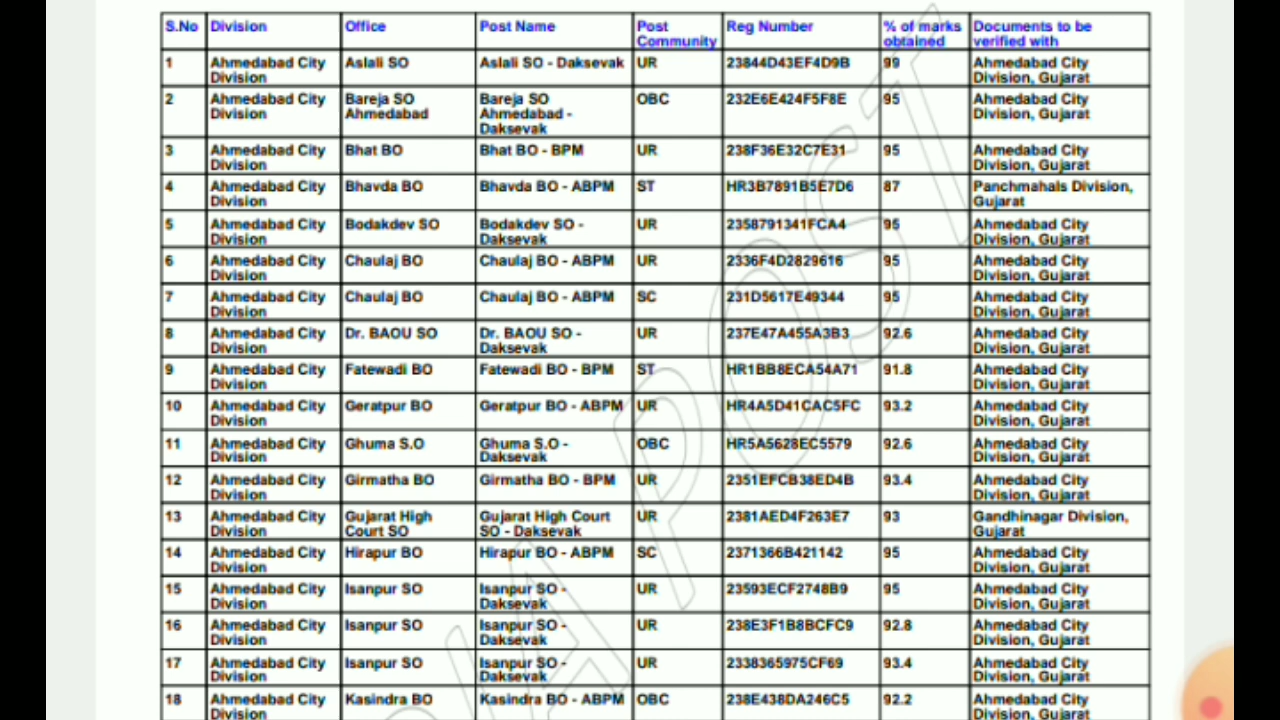 S.No Division Office Post Name Post Community Reg Number % of marks obtained Documents to be verified with
1 Ahmedabad City Division Aslali SO Aslali SO - Daksevak UR 23844D43EF4D9B 99 Ahmedabad City Division, Gujarat
2 Ahmedabad City Division Bareja SO Ahmedabad Bareja SO Ahmedabad - Daksevak OBC 232E6E424F5F8E 95 Ahmedabad City Division, Gujarat
3 Ahmedabad City Division Bhat BO Bhat BO - BPM UR 238F36E32C7E31 95 Ahmedabad City Division, Gujarat
4 Ahmedabad City Division Bhavda BO Bhavda BO - ABPM ST HR3B7891B5E7D6 87 Panchmahals Division, Gujarat
5 Ahmedabad City Division Bodakdev SO Bodakdev SO - Daksevak UR 2358791341FCA4 95 Ahmedabad City Division, Gujarat
6 Ahmedabad City Division Chaulaj BO Chaulaj BO - ABPM UR 2336F4D2829616 95 Ahmedabad City Division, Gujarat
7 Ahmedabad City Division Chaulaj BO Chaulaj BO - ABPM SC 231D5617E49344 95 Ahmedabad City Division, Gujarat
8 Ahmedabad City Division Dr. BAOU SO Dr. BAOU SO - Daksevak UR 237E47A455A3B3 92.6 Ahmedabad City Division, Gujarat
9 Ahmedabad City Division Fatewadi BO Fatewadi BO - BPM ST HR1BB8ECA54A71 91.8 Ahmedabad City Division, Gujarat
10 Ahmedabad City Division Geratpur BO Geratpur BO - ABPM UR HR4A5D41CAC5FC 93.2 Ahmedabad City Division, Gujarat
11 Ahmedabad City Division Ghuma S.O Ghuma S.O - Daksevak OBC HR5A5628EC5579 92.6 Ahmedabad City Division, Gujarat
12 Ahmedabad City Division Girmatha BO Girmatha BO - BPM UR 2351EFCB38ED4B 93.4 Ahmedabad City Division, Gujarat
13 Ahmedabad City Division Gujarat High Court SO Gujarat High Court SO - Daksevak UR 2381AED4F263E7 93 Gandhinagar Division, Gujarat
14 Ahmedabad City Division Hirapur BO Hirapur BO - ABPM SC 2371366B421142 95 Ahmedabad City Division, Gujarat
15 Ahmedabad City Division Isanpur SO Isanpur SO - Daksevak UR 23593ECF2748B9 95 Ahmedabad City Division, Gujarat
16 Ahmedabad City Division Isanpur SO Isanpur SO - Daksevak UR 238E3F1B8BCFC9 92.8 Ahmedabad City Division, Gujarat
17 Ahmedabad City Division Isanpur SO Isanpur SO - Daksevak UR 2338365975CF69 93.4 Ahmedabad City Division, Gujarat
18 Ahmedabad City Division Kasindra BO Kasindra BO - ABPM OBC 238E438DA246C5 92.2 Ahmedabad City Division, Gujarat